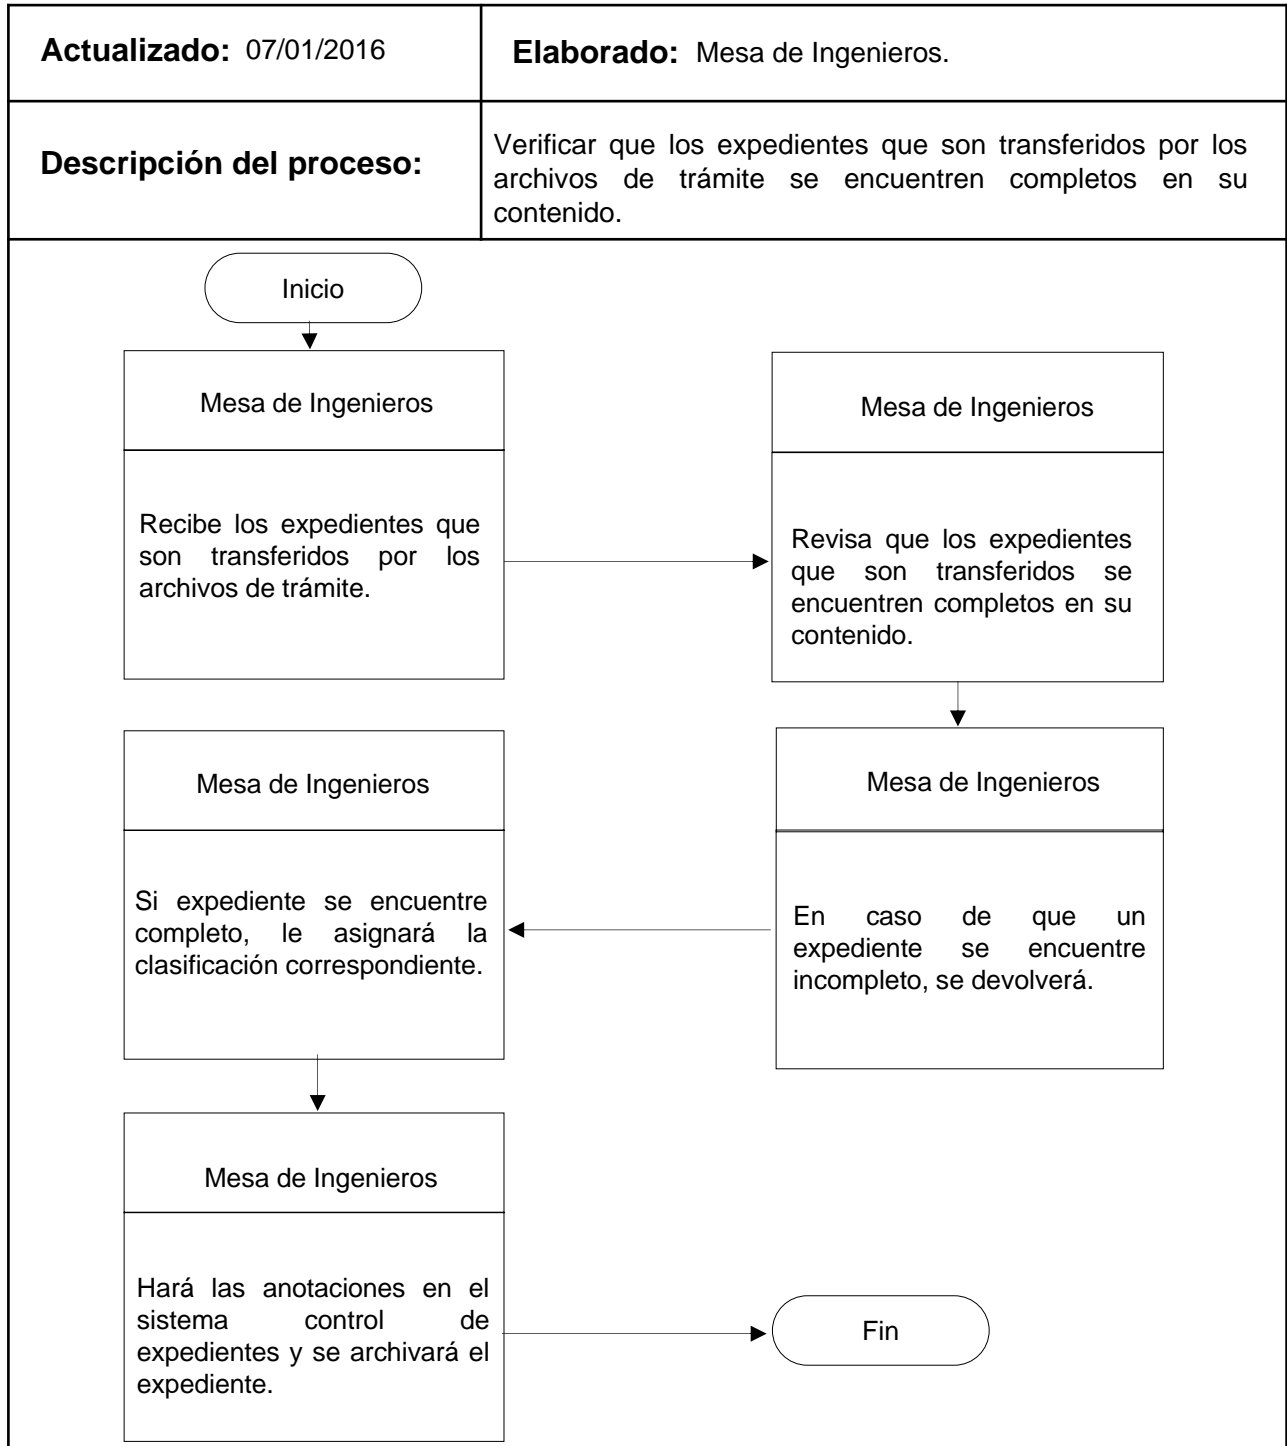 Actualizado: 07/01/2016
Elaborado: Mesa de Ingenieros.
Descripción del proceso:
Verificar que los expedientes que son transferidos por los
archivos de trámite se encuentren completos en su
contenido.
Inicio
Mesa de Ingenieros
Recibe los expedientes que
son transferidos por los
archivos de trámite.
Mesa de Ingenieros
Revisa que los expedientes
que son transferidos se
encuentren completos en su
contenido.
Mesa de Ingenieros
En caso de que un
expediente se encuentre
incompleto, se devolverá.
Mesa de Ingenieros
Si expediente se encuentre
completo, le asignará la
clasificación correspondiente.
Mesa de Ingenieros
Hará las anotaciones en el
sistema control de
expedientes y se archivará el
expediente.
Fin